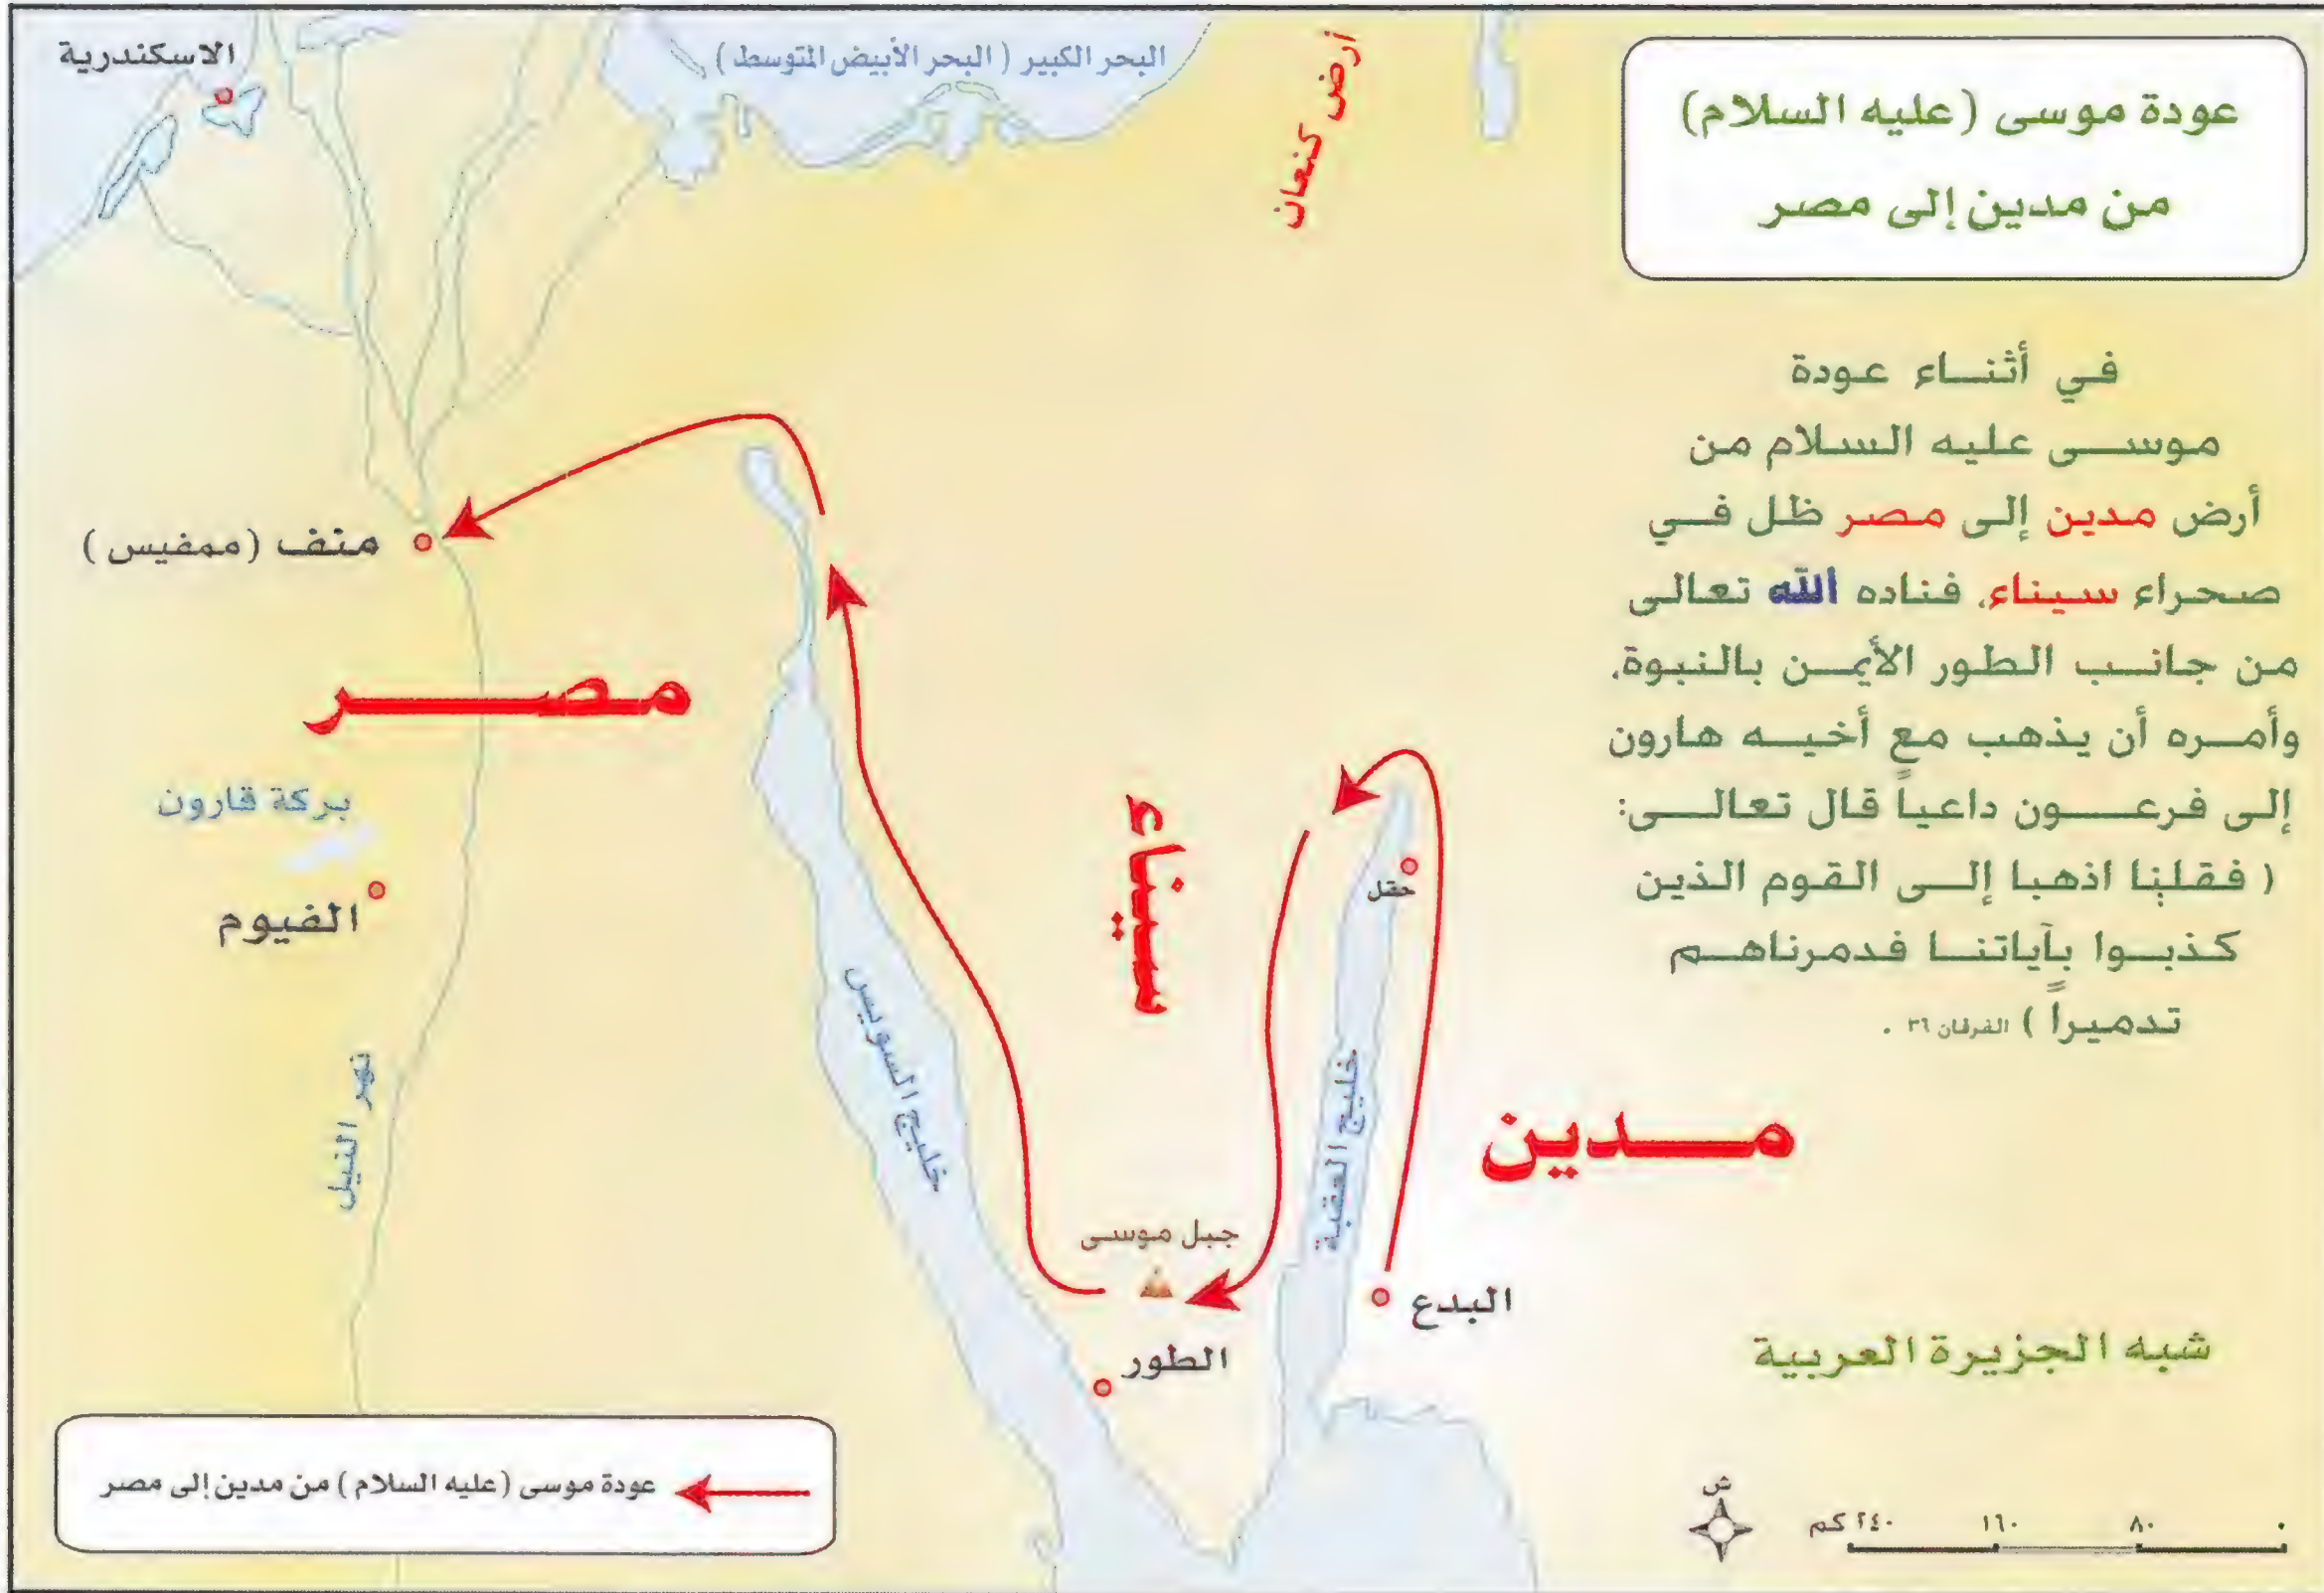 عودة موسى (عليه السلام)
من مدين إلى مصر
في أثناء عودة
موسى عليه السلام من
أرض مدين إلى مصر ظل في
صحراء سيناء. فناده الله تعالى
من جانب الطور الأيمن بالنبوة.
وأمره أن يذهب مع أخيه هارون
إلى فرعون داعياً قال تعالى:
( فقلنا اذهبا إلى القوم الذين
كذبوا بآياتنا فدمرناهم
تدميراً ) الفرقان ٣٦ .
البحر الكبير ( البحر الأبيض المتوسط )
الاسكندرية
أرض كنعان
منف (ممفيس )
مصر
بركة قارون
الفيوم
نهر النيل
سيناء
حقل
خليج السويس
خليج العقبة
مدين
جبل موسى
البدع
الطور
شبه الجزيرة العربية
عودة موسى (عليه السلام ) من مدين إلى مصر
ش
٠ ٨٠ ١٦٠ ٢٤٠ كم